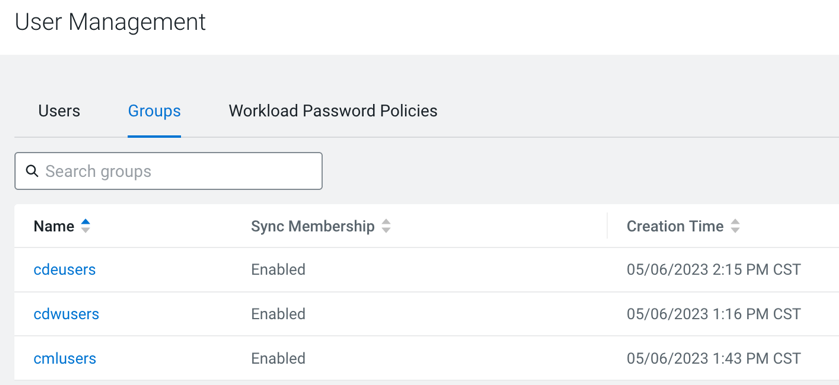 User Management
Users Groups Workload Password Policies
Search groups
Name Sync Membership Creation Time
cdeusers Enabled 05/06/2023 2:15 PM CST
cdwusers Enabled 05/06/2023 1:16 PM CST
cmlusers Enabled 05/06/2023 1:43 PM CST